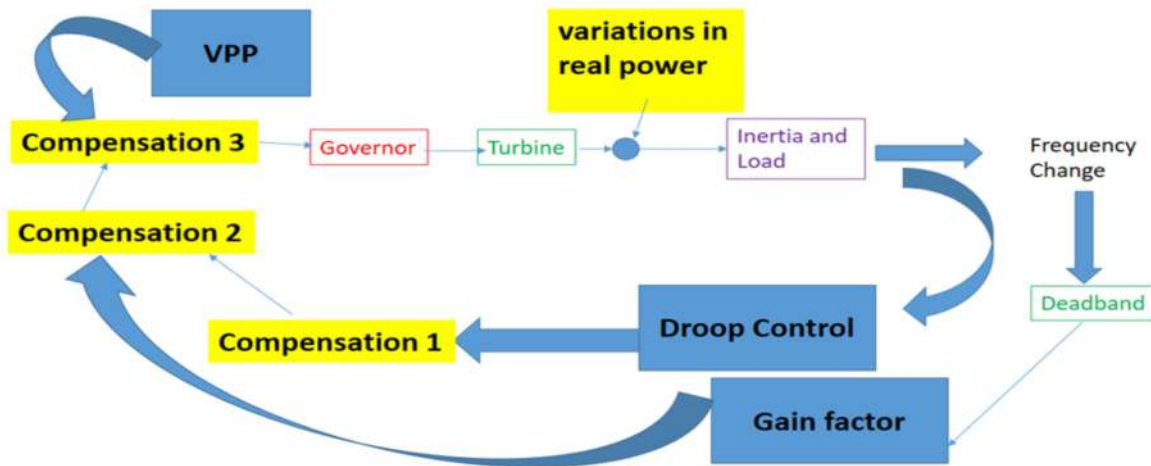 VPP
variations in
real power
Compensation 3
Governor
Turbine
Inertia and
Load
Frequency
Change
Compensation 2
Deadband
Compensation 1
Droop Control
Gain factor